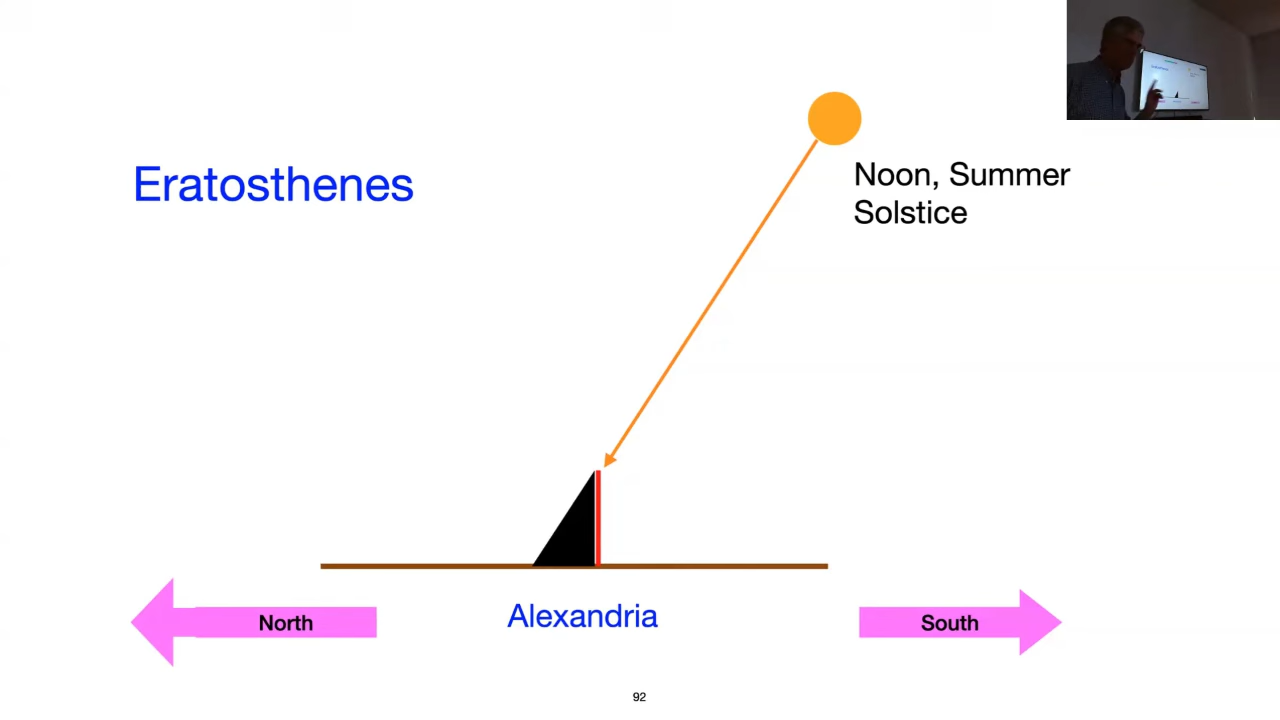 Eratosthenes
Noon, Summer
Solstice
Alexandria
North
South
92